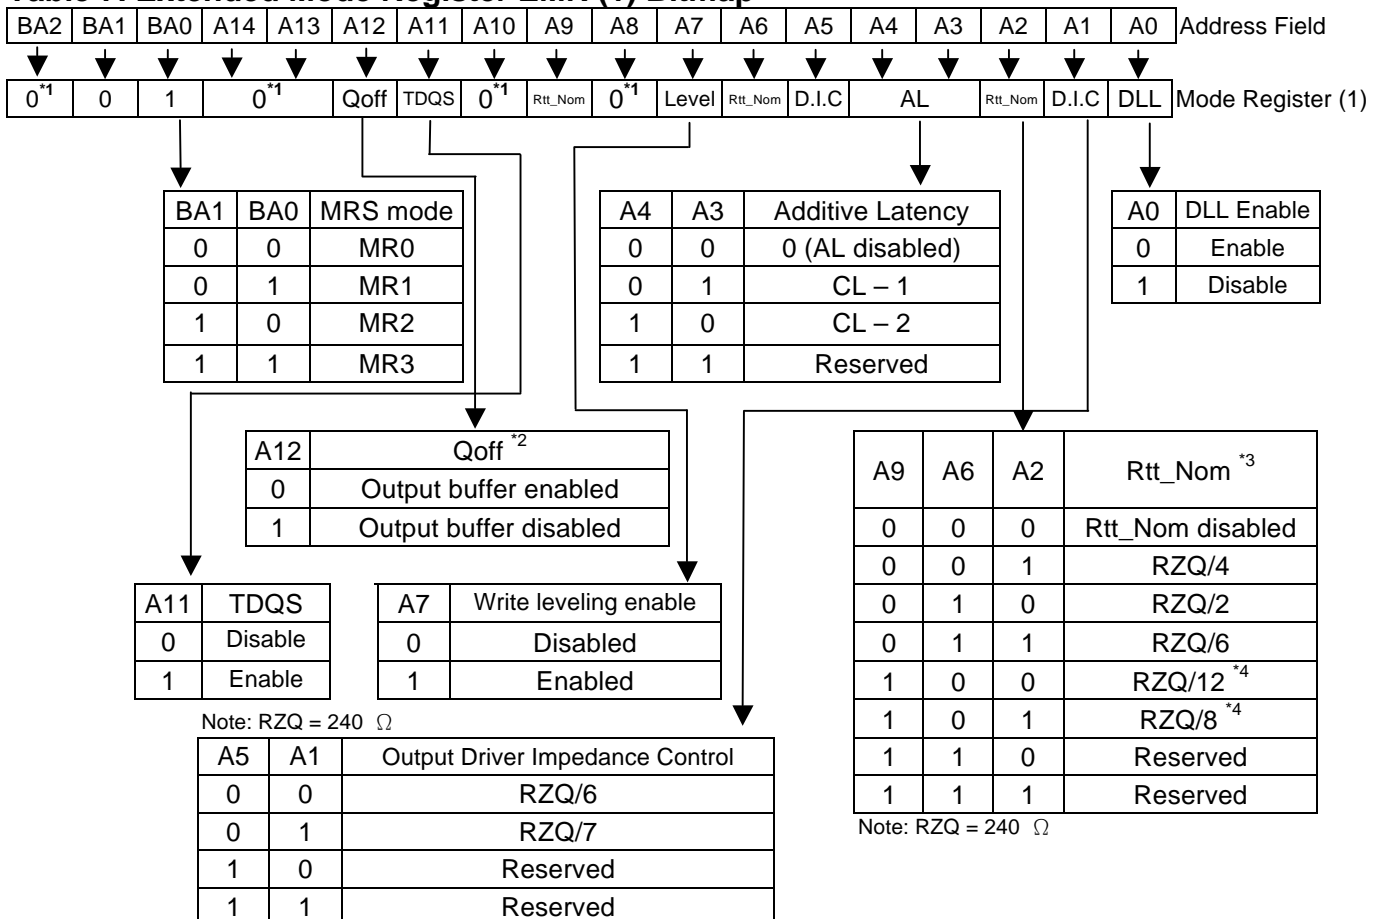 BA2 BA1 BA0 A14 A13 A12 A11 A10 A9 A8 A7 A6 A5 A4 A3 A2 A1 A0 Address Field
0*1 0 1 0*1 Qoff TDQS 0*1 Rtt_Nom 0*1 Level Rtt_Nom D.I.C AL Rtt_Nom D.I.C DLL Mode Register (1)
BA1 BA0 MRS mode
0 0 MR0
0 1 MR1
1 0 MR2
1 1 MR3
A4 A3 Additive Latency
0 0 0 (AL disabled)
0 1 CL – 1
1 0 CL – 2
1 1 Reserved
A0 DLL Enable
0 Enable
1 Disable
A12 Qoff *2
0 Output buffer enabled
1 Output buffer disabled
A9 A6 A2 Rtt_Nom *3
0 0 0 Rtt_Nom disabled
0 0 1 RZQ/4
0 1 0 RZQ/2
0 1 1 RZQ/6
1 0 0 RZQ/12 *4
1 0 1 RZQ/8 *4
1 1 0 Reserved
1 1 1 Reserved
Note: RZQ = 240 Ω
A11 TDQS
0 Disable
1 Enable
A7 Write leveling enable
0 Disabled
1 Enabled
Note: RZQ = 240 Ω
A5 A1 Output Driver Impedance Control
0 0 RZQ/6
0 1 RZQ/7
1 0 Reserved
1 1 Reserved